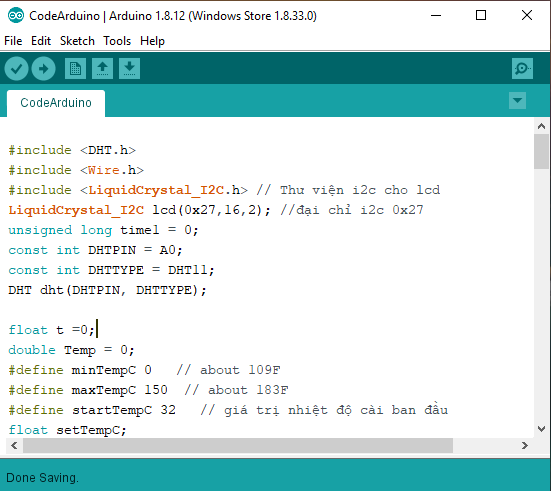 CodeArduino | Arduino 1.8.12 (Windows Store 1.8.33.0)
File Edit Sketch Tools Help
CodeArduino
#include <DHT.h>
#include <Wire.h>
#include <LiquidCrystal_I2C.h> // Thư viện i2c cho lcd
LiquidCrystal_I2C lcd(0x27,16,2); //đại chỉ i2c 0x27
unsigned long time1 = 0;
const int DHTPIN = A0;
const int DHTTYPE = DHT11;
DHT dht(DHTPIN, DHTTYPE);
float t =0;
double Temp = 0;
#define minTempC 0   // about 109F
#define maxTempC 150  // about 183F
#define startTempC 32   // giá trị nhiệt độ cài ban đầu
float setTempC;
Done Saving.